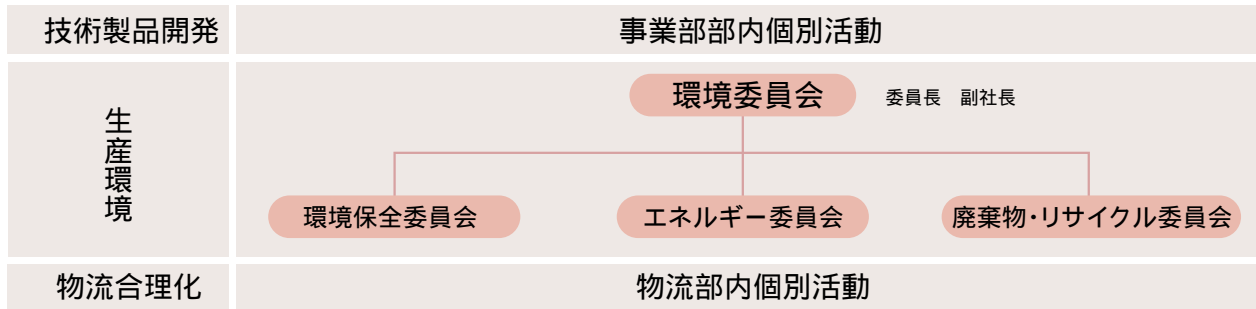 技術製品開発
事業部部内個別活動
生産環境
環境委員会
委員長　副社長
環境保全委員会
エネルギー委員会
廃棄物・リサイクル委員会
物流合理化
物流部内個別活動